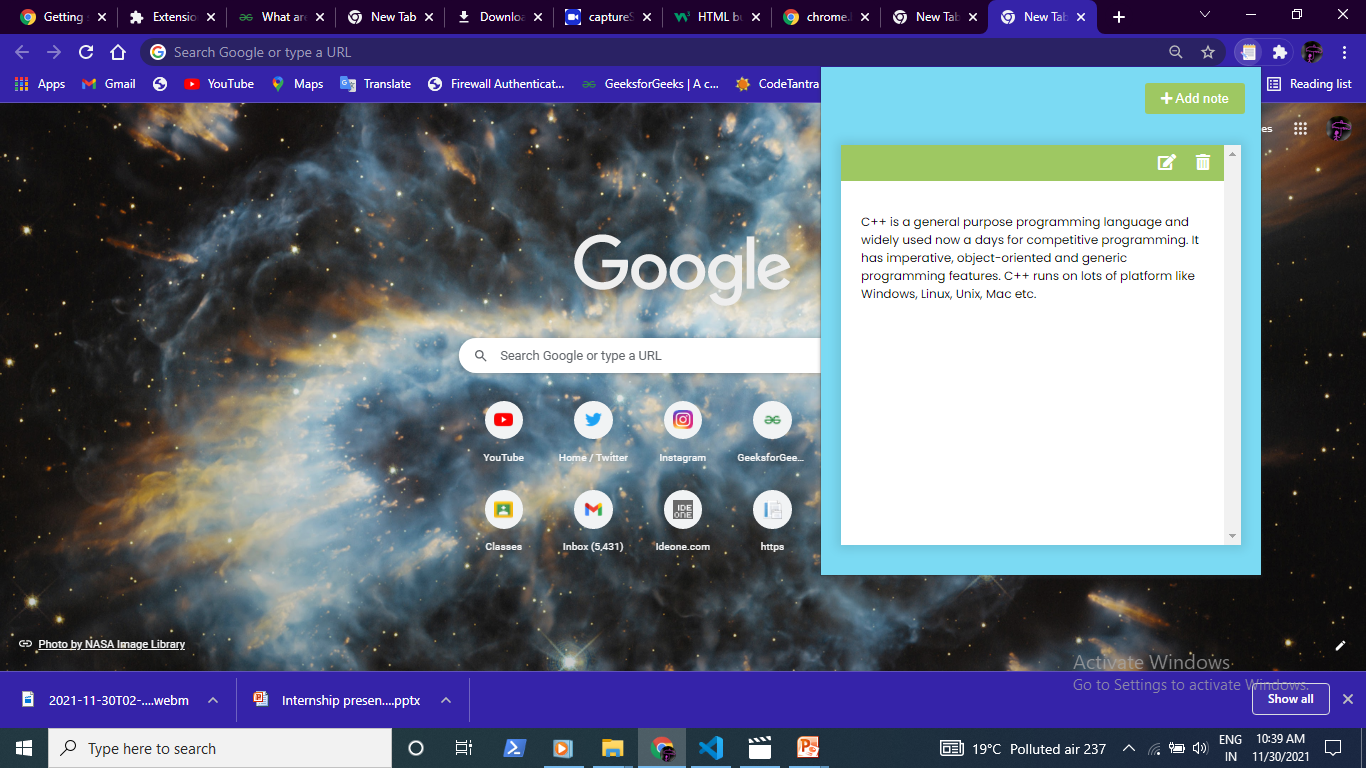 Getting
Extensio
What are
New Tab
Downloa
captureS
HTML bu
chrome.
New Tab
New Tab
Search Google or type a URL
Apps
Gmail
YouTube
Maps
Translate
Firewall Authenticat...
GeeksforGeeks | A c...
CodeTantra
Reading list
Add note
es
C++ is a general purpose programming language and
widely used now a days for competitive programming. It
has imperative, object-oriented and generic
programming features. C++ runs on lots of platform like
Windows, Linux, Unix, Mac etc.
Google
Search Google or type a URL
YouTube
Home / Twitter
Instagram
GeeksforGee...
IDE
ONE
Classes
Inbox (5,431)
Ideone.com
https
Photo by NASA Image Library
Activate Windows
Go to Settings to activate Windows.
2021-11-30T02-....webm
Internship presen....pptx
Show all
Type here to search
19°C Polluted air 237
ENG
IN
10:39 AM
11/30/2021